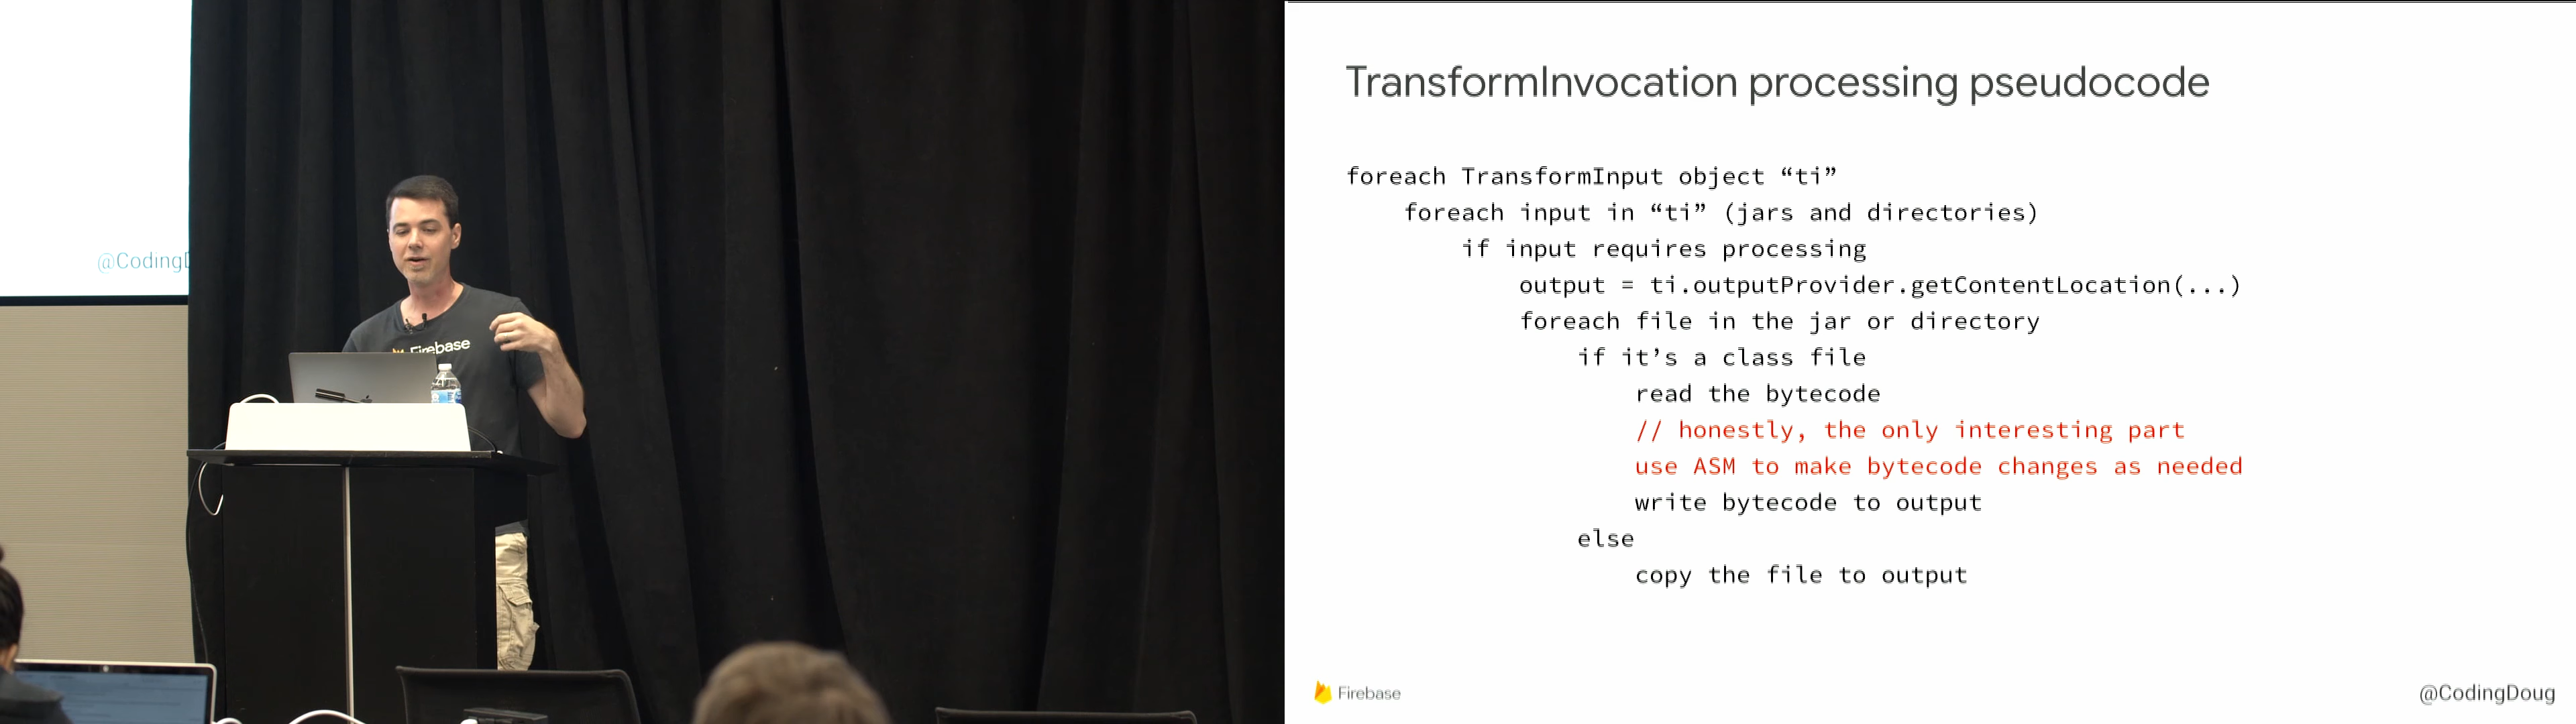 @Coding
Firebase
TransformInvocation processing pseudocode
foreach TransformInput object “ti”
foreach input in “ti” (jars and directories)
if input requires processing
output = ti.outputProvider.getContentLocation(...)
foreach file in the jar or directory
if it’s a class file
read the bytecode
// honestly, the only interesting part
use ASM to make bytecode changes as needed
write bytecode to output
else
copy the file to output
Firebase
@CodingDoug